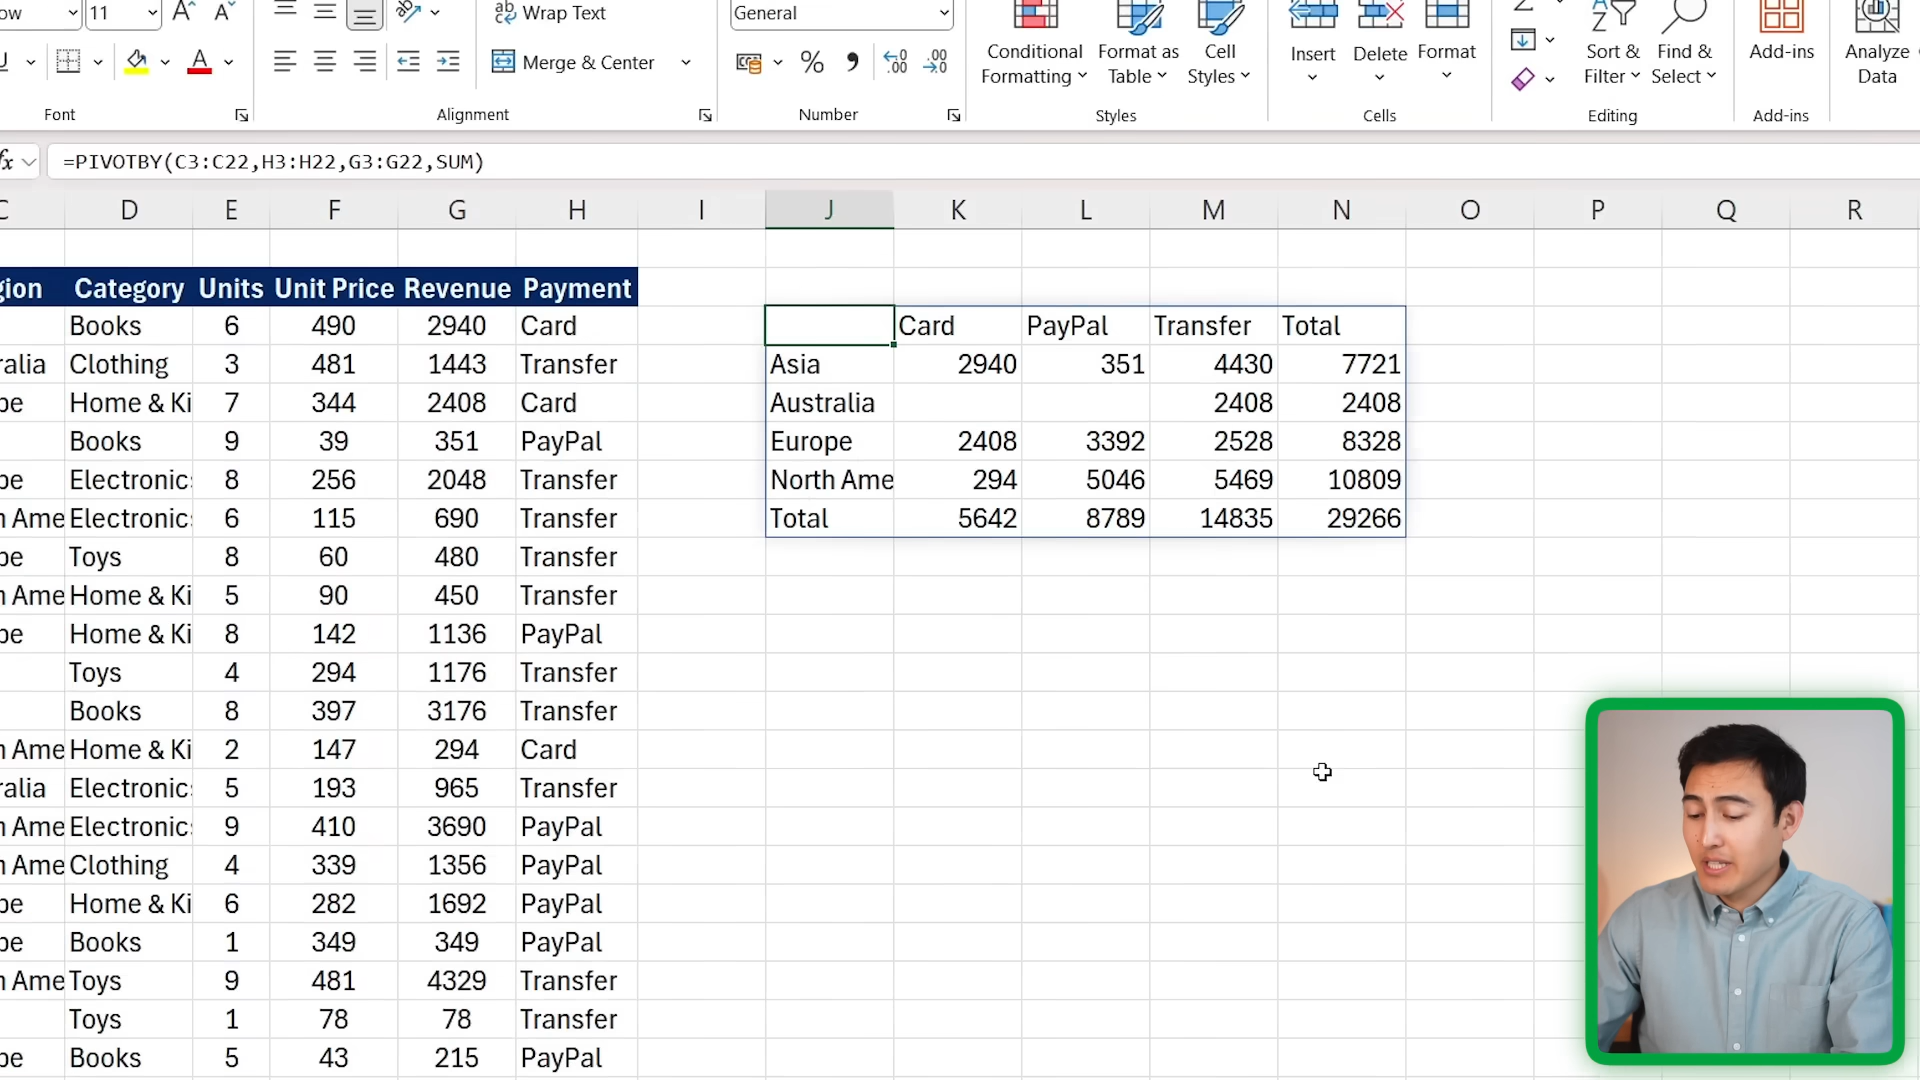 ow 11 Wrap Text General
Conditional Formatting Format as Table Cell Styles Insert Delete Format Sort & Filter Find & Select Add-ins Analyze Data
Merge & Center % .00 .00
Font Alignment Number Styles Cells Editing Add-ins
fx =PIVOTBY(C3:C22,H3:H22,G3:G22,SUM)
C D E F G H I J K L M N O P Q R
gion Category Units Unit Price Revenue Payment
Books 6 490 2940 Card Card PayPal Transfer Total
ralia Clothing 3 481 1443 Transfer Asia 2940 351 4430 7721
pe Home & Ki 7 344 2408 Card Australia 2408 2408
Books 9 39 351 PayPal Europe 2408 3392 2528 8328
pe Electronic 8 256 2048 Transfer North Ame 294 5046 5469 10809
n Ame Electronic 6 115 690 Transfer Total 5642 8789 14835 29266
pe Toys 8 60 480 Transfer
n Ame Home & Ki 5 90 450 Transfer
pe Home & Ki 8 142 1136 PayPal
Toys 4 294 1176 Transfer
Books 8 397 3176 Transfer
n Ame Home & Ki 2 147 294 Card
ralia Electronic 5 193 965 Transfer
n Ame Electronic 9 410 3690 PayPal
n Ame Clothing 4 339 1356 PayPal
pe Home & Ki 6 282 1692 PayPal
pe Books 1 349 349 PayPal
n Ame Toys 9 481 4329 Transfer
Toys 1 78 78 Transfer
pe Books 5 43 215 PayPal